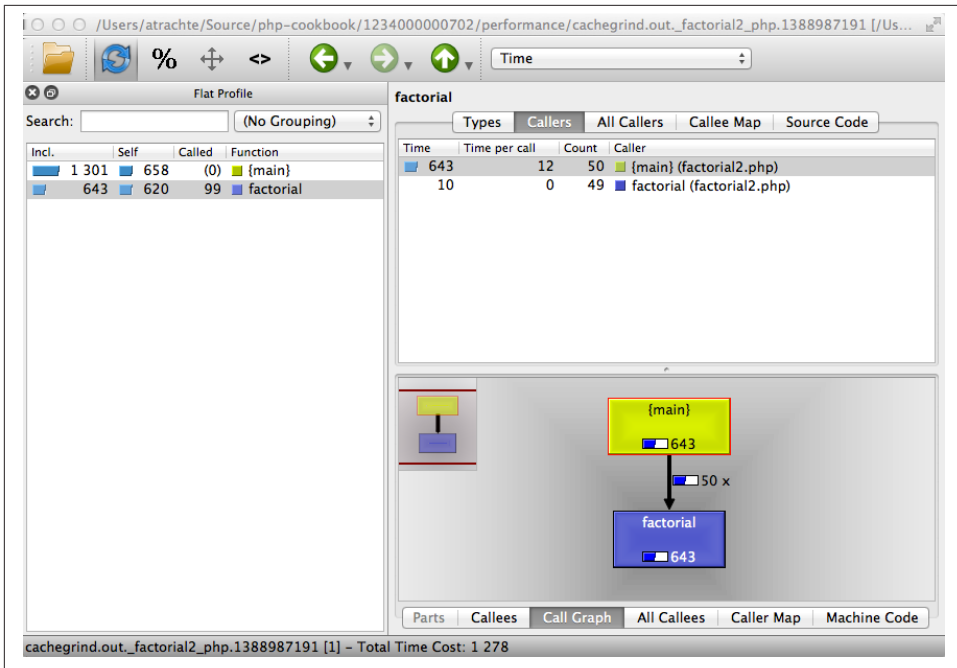 /Users/atrachte/Source/php-cookbook/1234000000702/performance/cachegrind.out._factorial2_php.1388987191 [/Us...
% <> Time
Flat Profile
Search: (No Grouping)
Incl. Self Called Function
1 301 658 (0) {main}
643 620 99 factorial
factorial
Types Callers All Callers Callee Map Source Code
Time Time per call Count Caller
643 12 50 {main} (factorial2.php)
10 0 49 factorial (factorial2.php)
{main}
643
50 x
factorial
643
Parts Callees Call Graph All Callees Caller Map Machine Code
cachegrind.out._factorial2_php.1388987191 [1] - Total Time Cost: 1 278